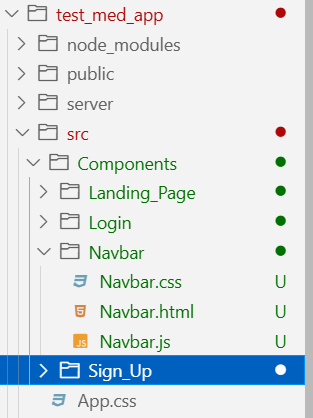 test_med_app
node_modules
public
server
src
Components
Landing_Page
Login
Navbar
Navbar.css U
Navbar.html U
JS Navbar.js U
Sign_Up
App.css